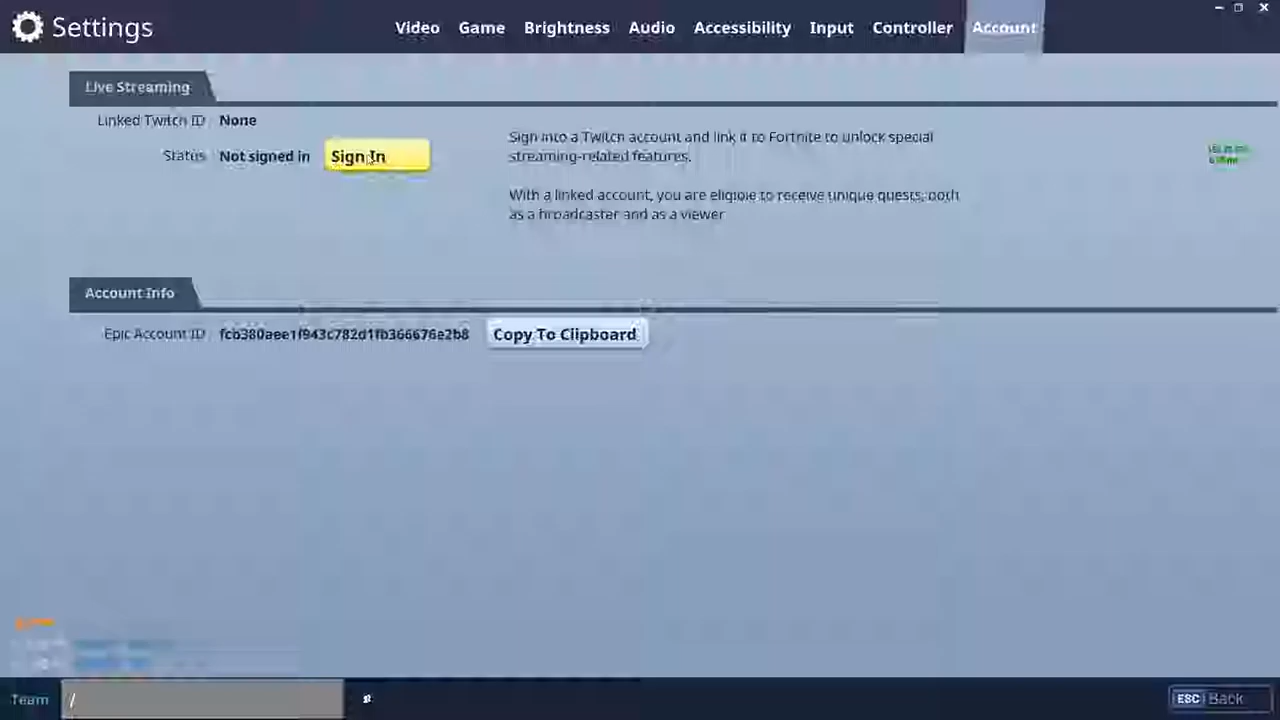 Settings Video Game Brightness Audio Accessibility Input Controller Account
Live Streaming
Linked Twitch ID None
Status Not signed in Sign In
Sign into a Twitch account and link it to Fortnite to unlock special
streaming-related features.
With a linked account, you are eligible to receive unique quests, both
as a broadcaster and as a viewer
Account Info
Epic Account ID Copy To Clipboard
Team / ESC Back